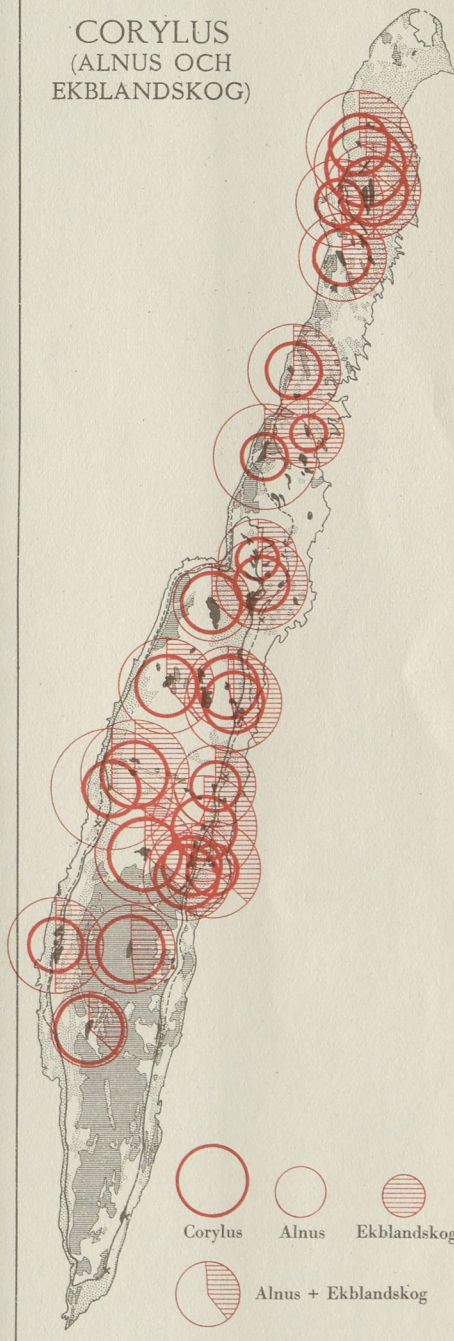 CORYLUS
(ALNUS OCH
EKBLANDSKOG)
Corylus Alnus Ekblandskog
Alnus + Ekblandskog